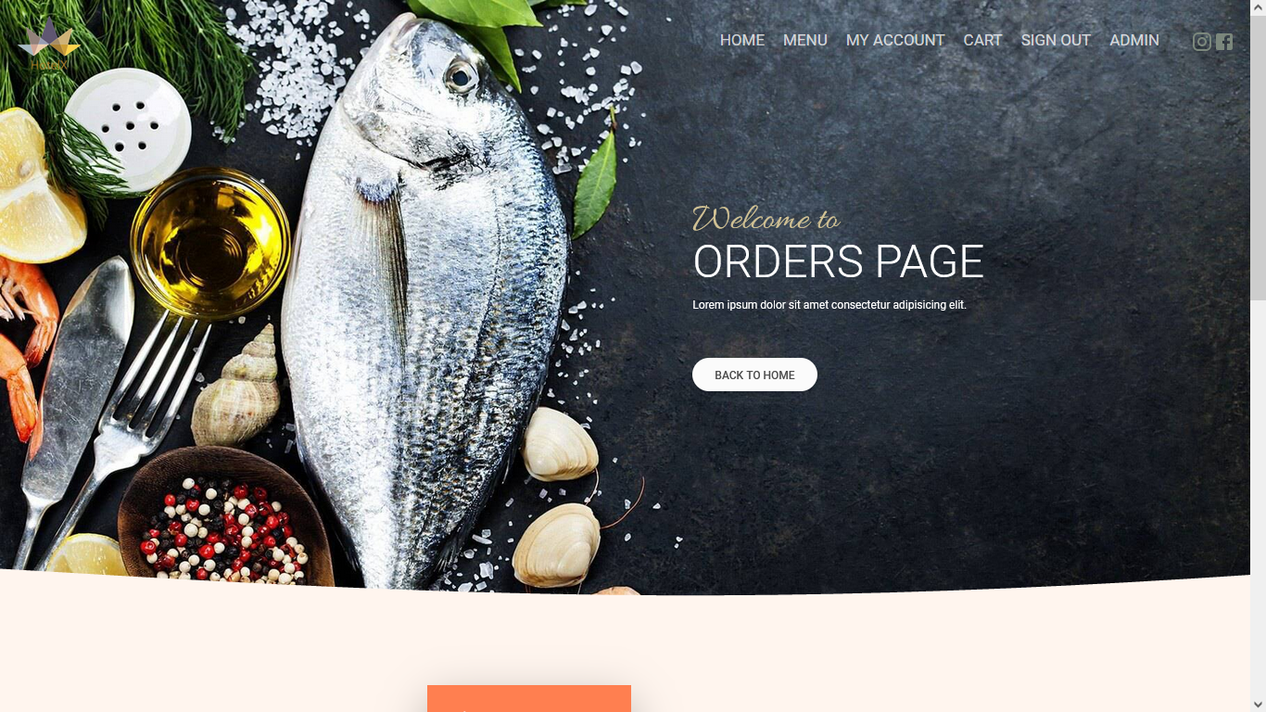 HOME MENU MY ACCOUNT CART SIGN OUT ADMIN
Welcome to
ORDERS PAGE
Lorem ipsum dolor sit amet consectetur adipisicing elit.
BACK TO HOME